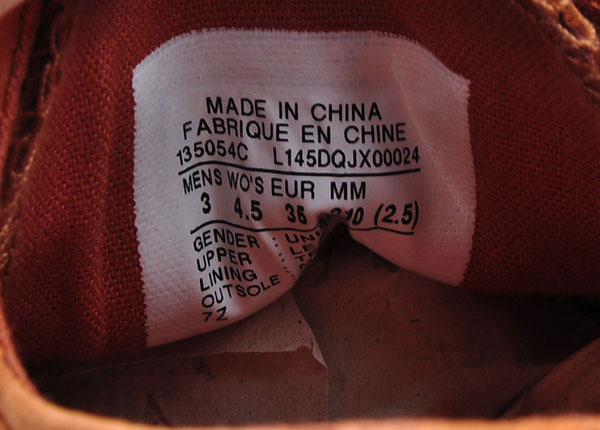 MADE IN CHINA
FABRIQUE EN CHINE
135054C L145DQJX00024
MENS WO'S EUR MM
3 4.5 35 (2.5)
GENDER
UPPER
LINING
OUTSOLE